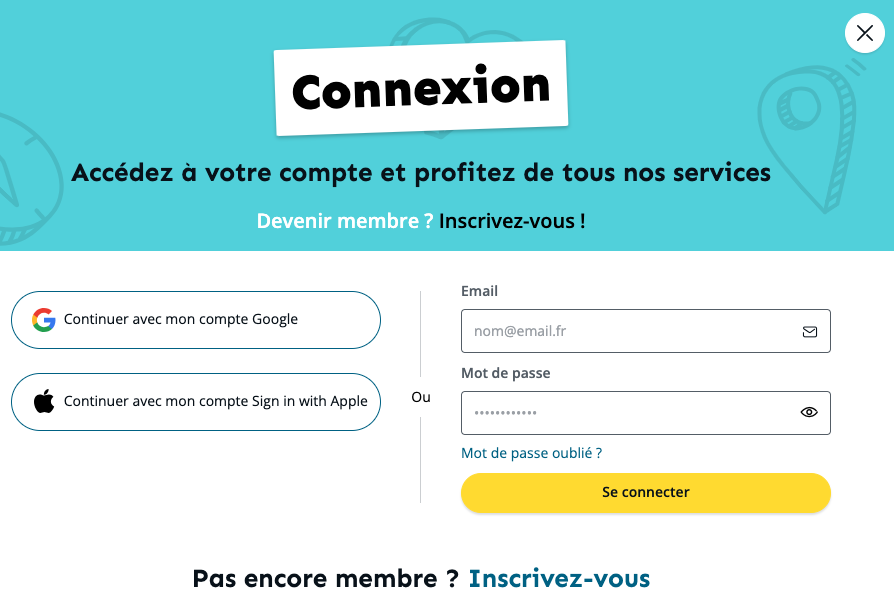 Connexion
Accédez à votre compte et profitez de tous nos services
Devenir membre ? Inscrivez-vous !
Continuer avec mon compte Google
Continuer avec mon compte Sign in with Apple
Ou
Email
nom@email.fr
Mot de passe
••••••••••••
Mot de passe oublié ?
Se connecter
Pas encore membre ? Inscrivez-vous